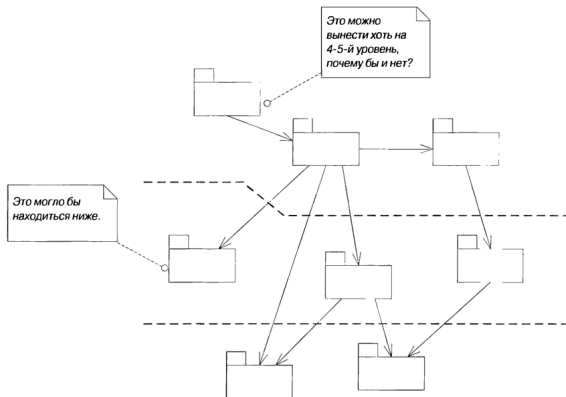 Это можно
вынести хоть на
4-5-й уровень,
почему бы и нет?
Это могло бы
находиться ниже.